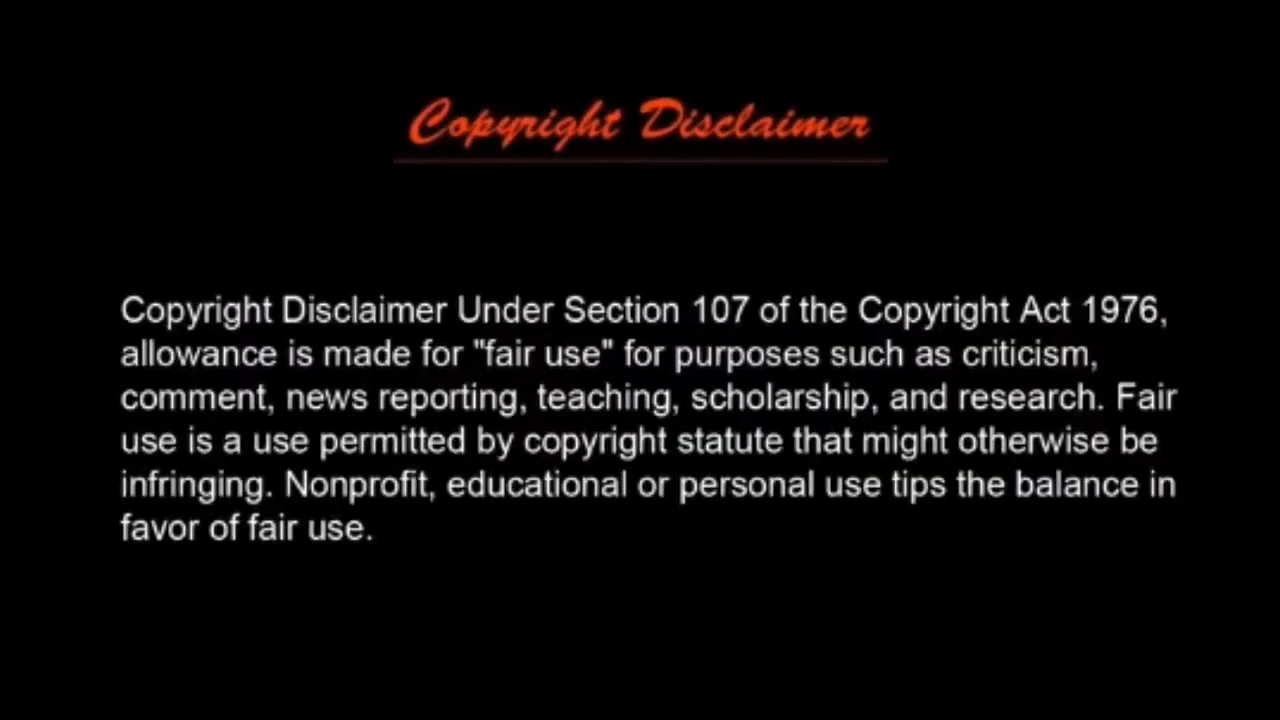 Copyright Disclaimer
Copyright Disclaimer Under Section 107 of the Copyright Act 1976,
allowance is made for "fair use" for purposes such as criticism,
comment, news reporting, teaching, scholarship, and research. Fair
use is a use permitted by copyright statute that might otherwise be
infringing. Nonprofit, educational or personal use tips the balance in
favor of fair use.